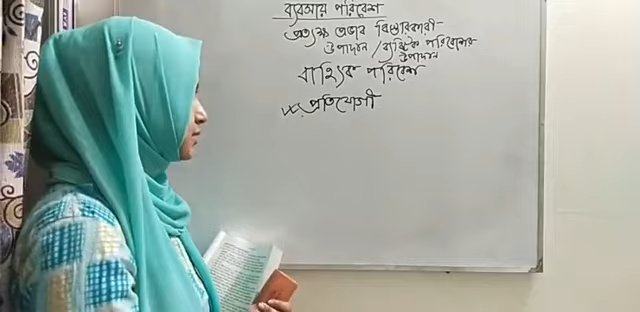 ব্যবসায় পরিবেশ
প্রত্যক্ষ প্রভাব বিস্তারকারী-
উপাদান / ব্যষ্টিক পরিবেশের
উপাদান
বাহ্যিক পরিবেশ
প্রতিযোগী